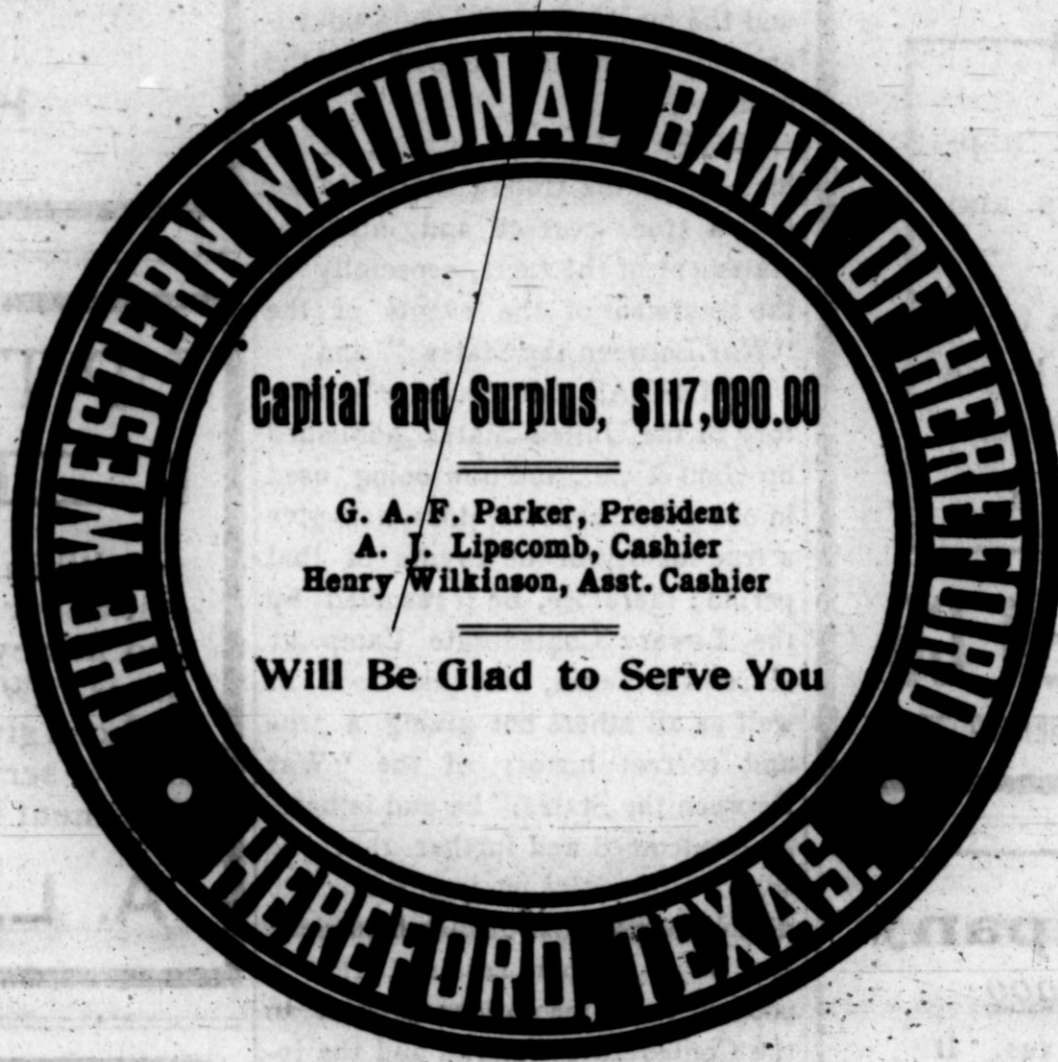 THE WESTERN NATIONAL BANK OF HEREFORD
Capital and Surplus, $117,000.00
G. A. F. Parker, President
A. J. Lipscomb, Cashier
Henry Wilkinson, Asst. Cashier
Will Be Glad to Serve You
HEREFORD, TEXAS.